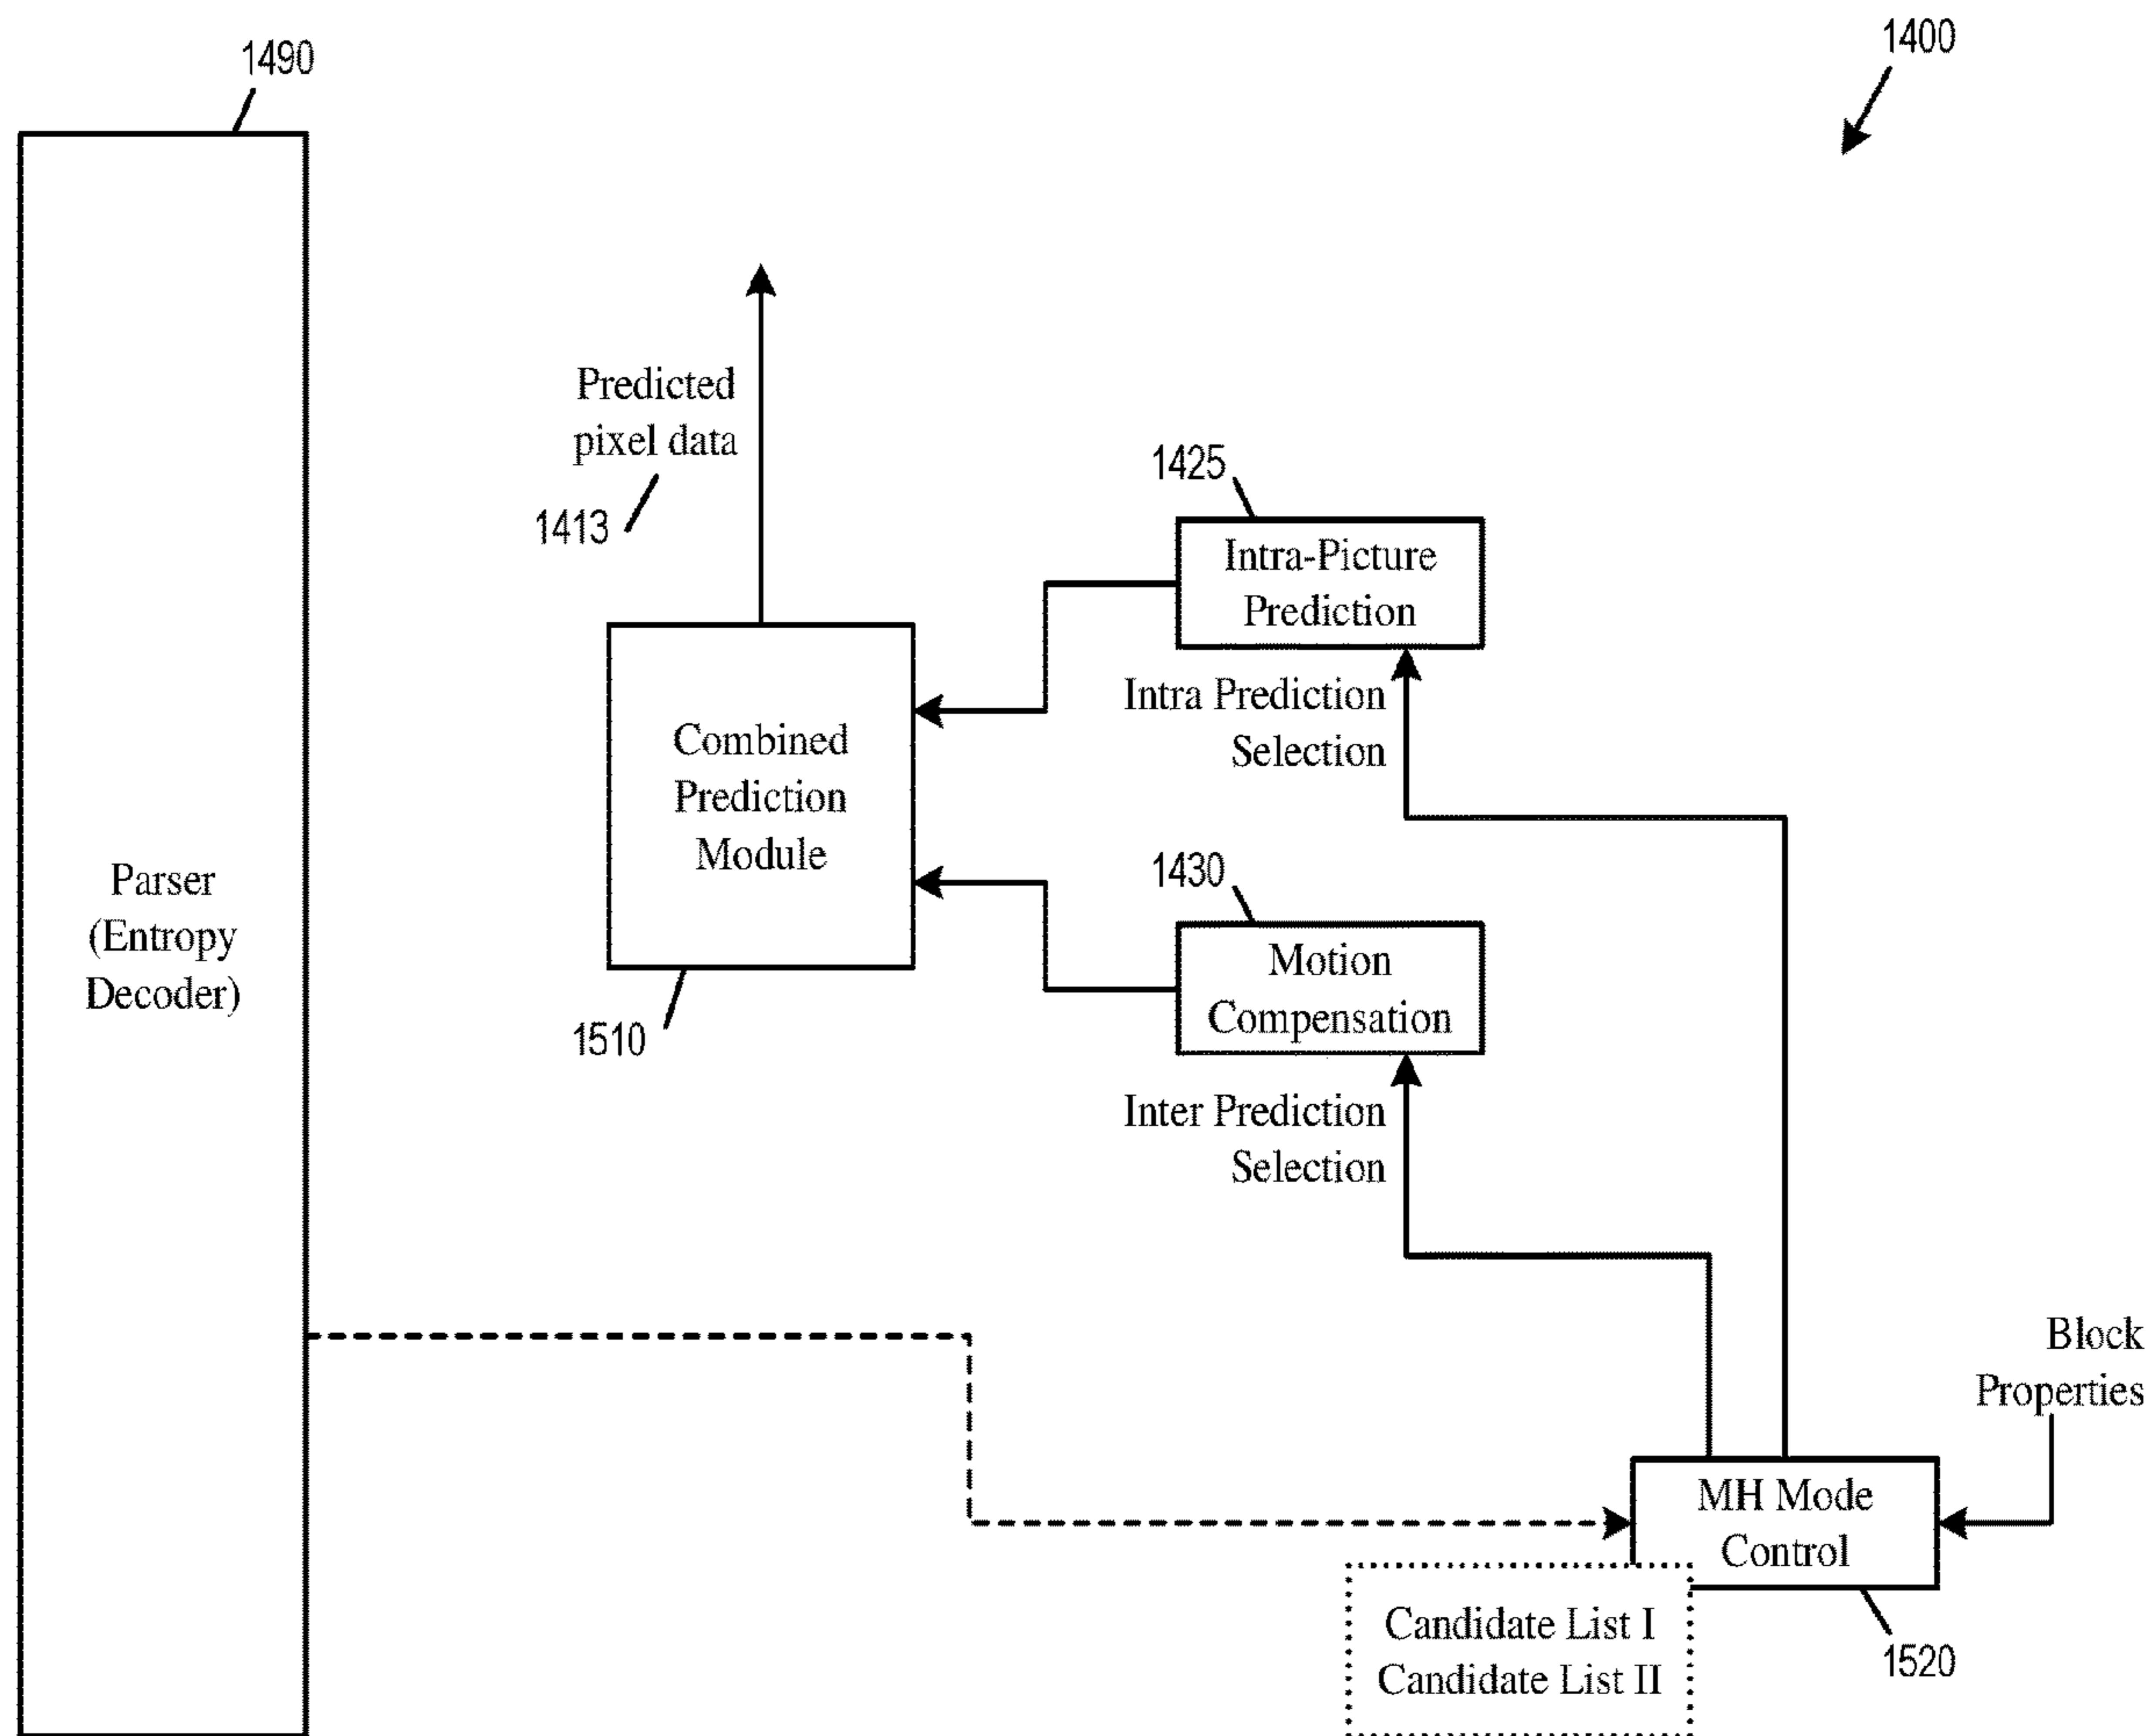 1490
1400
Predicted
pixel data
1413
1425
Intra-Picture
Prediction
Intra Prediction
Selection
Combined
Prediction
Module
1510
1430
Motion
Compensation
Inter Prediction
Selection
Parser
(Entropy
Decoder)
Block
Properties
MH Mode
Control
Candidate List I
Candidate List II
1520